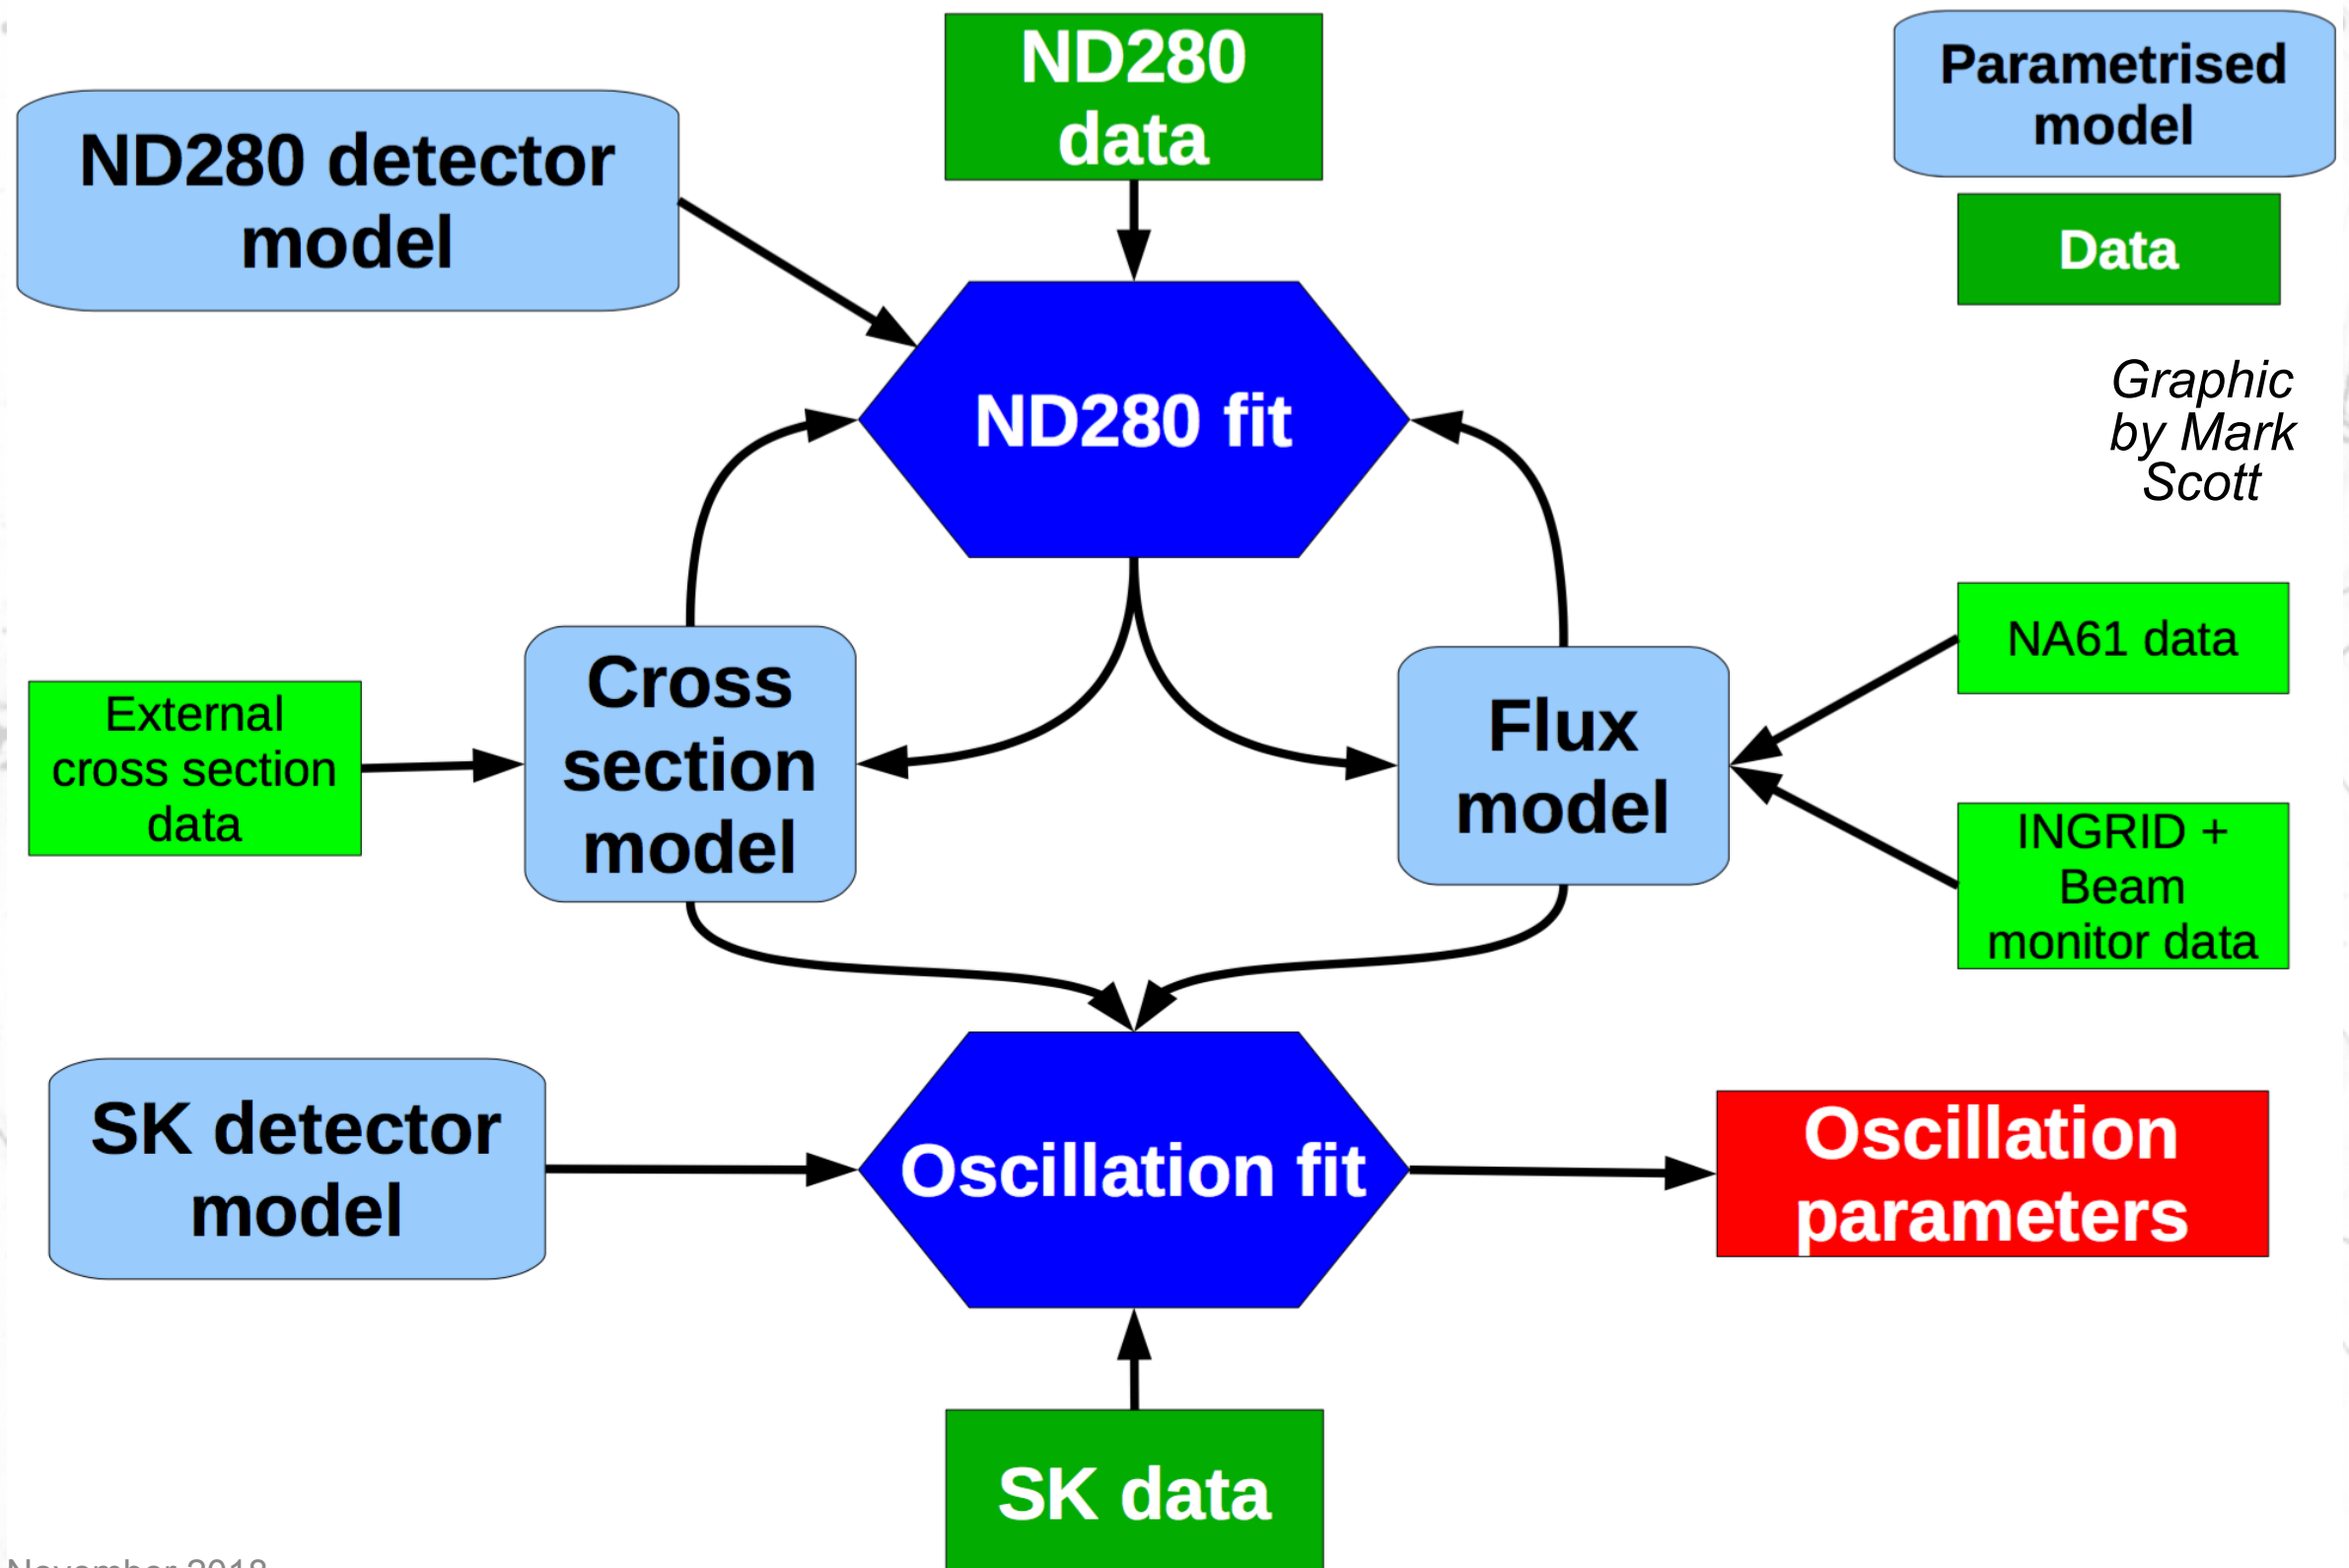 ND280
data
Parametrised
model
ND280 detector
model
Data
Graphic
by Mark
Scott
ND280 fit
NA61 data
External
cross section
data
Cross
section
model
Flux
model
INGRID +
Beam
monitor data
SK detector
model
Oscillation fit
Oscillation
parameters
SK data
November 2018